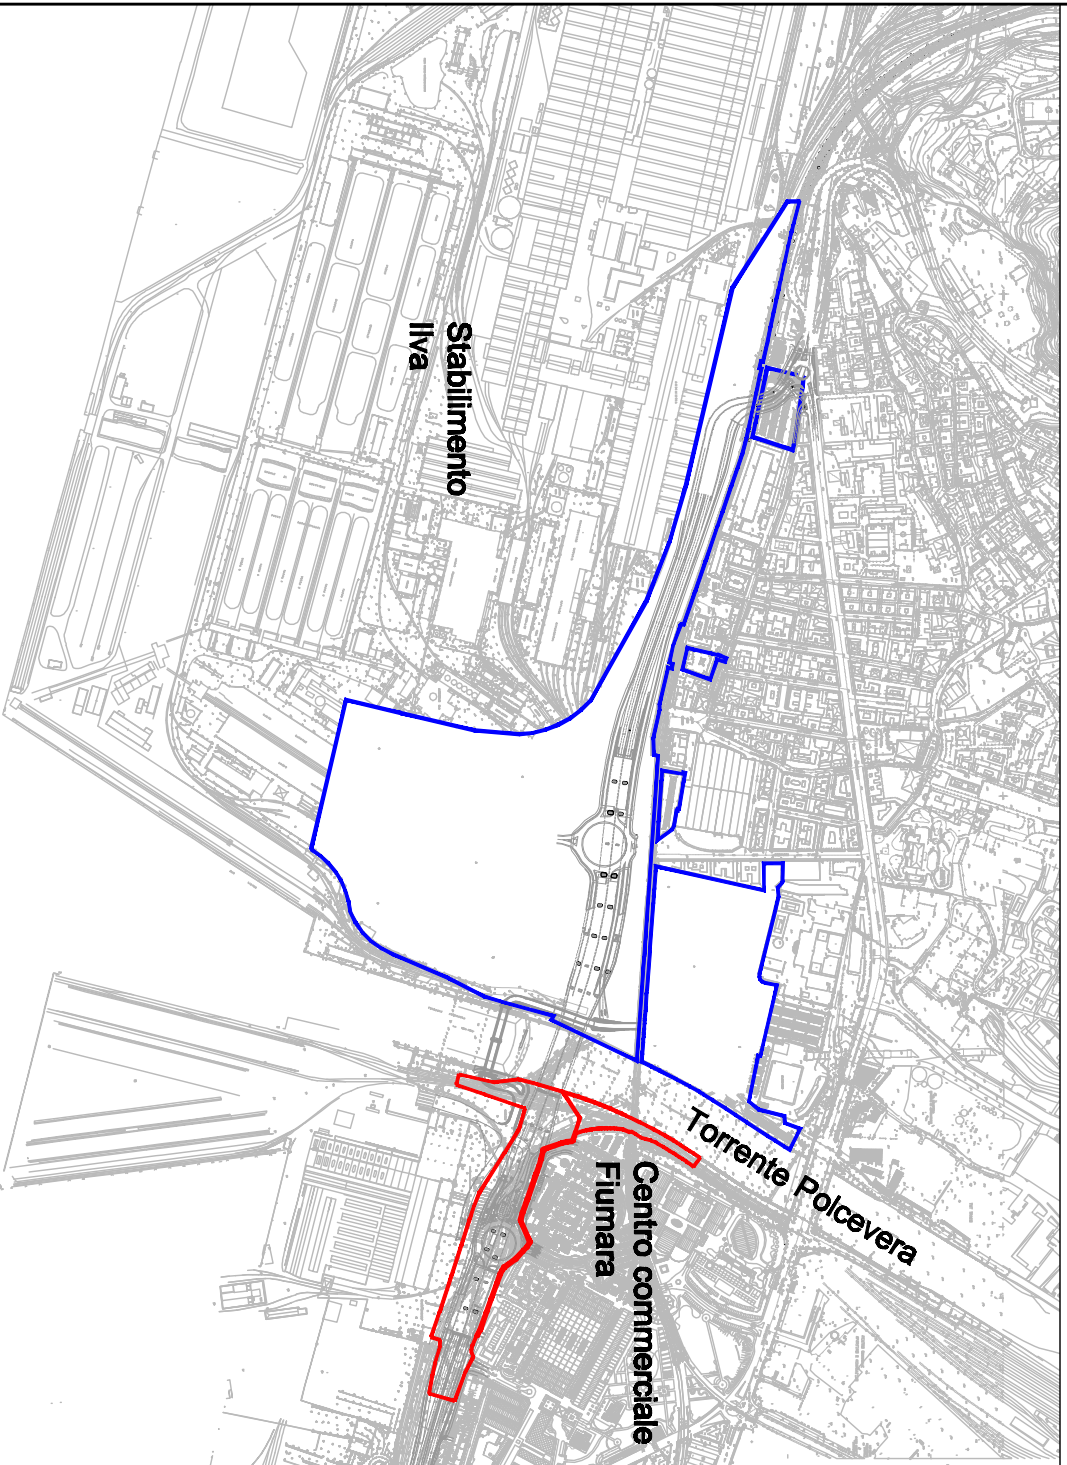 Stabilimento
Ilva
Torrente Polcevera
Centro commerciale
Fiumara